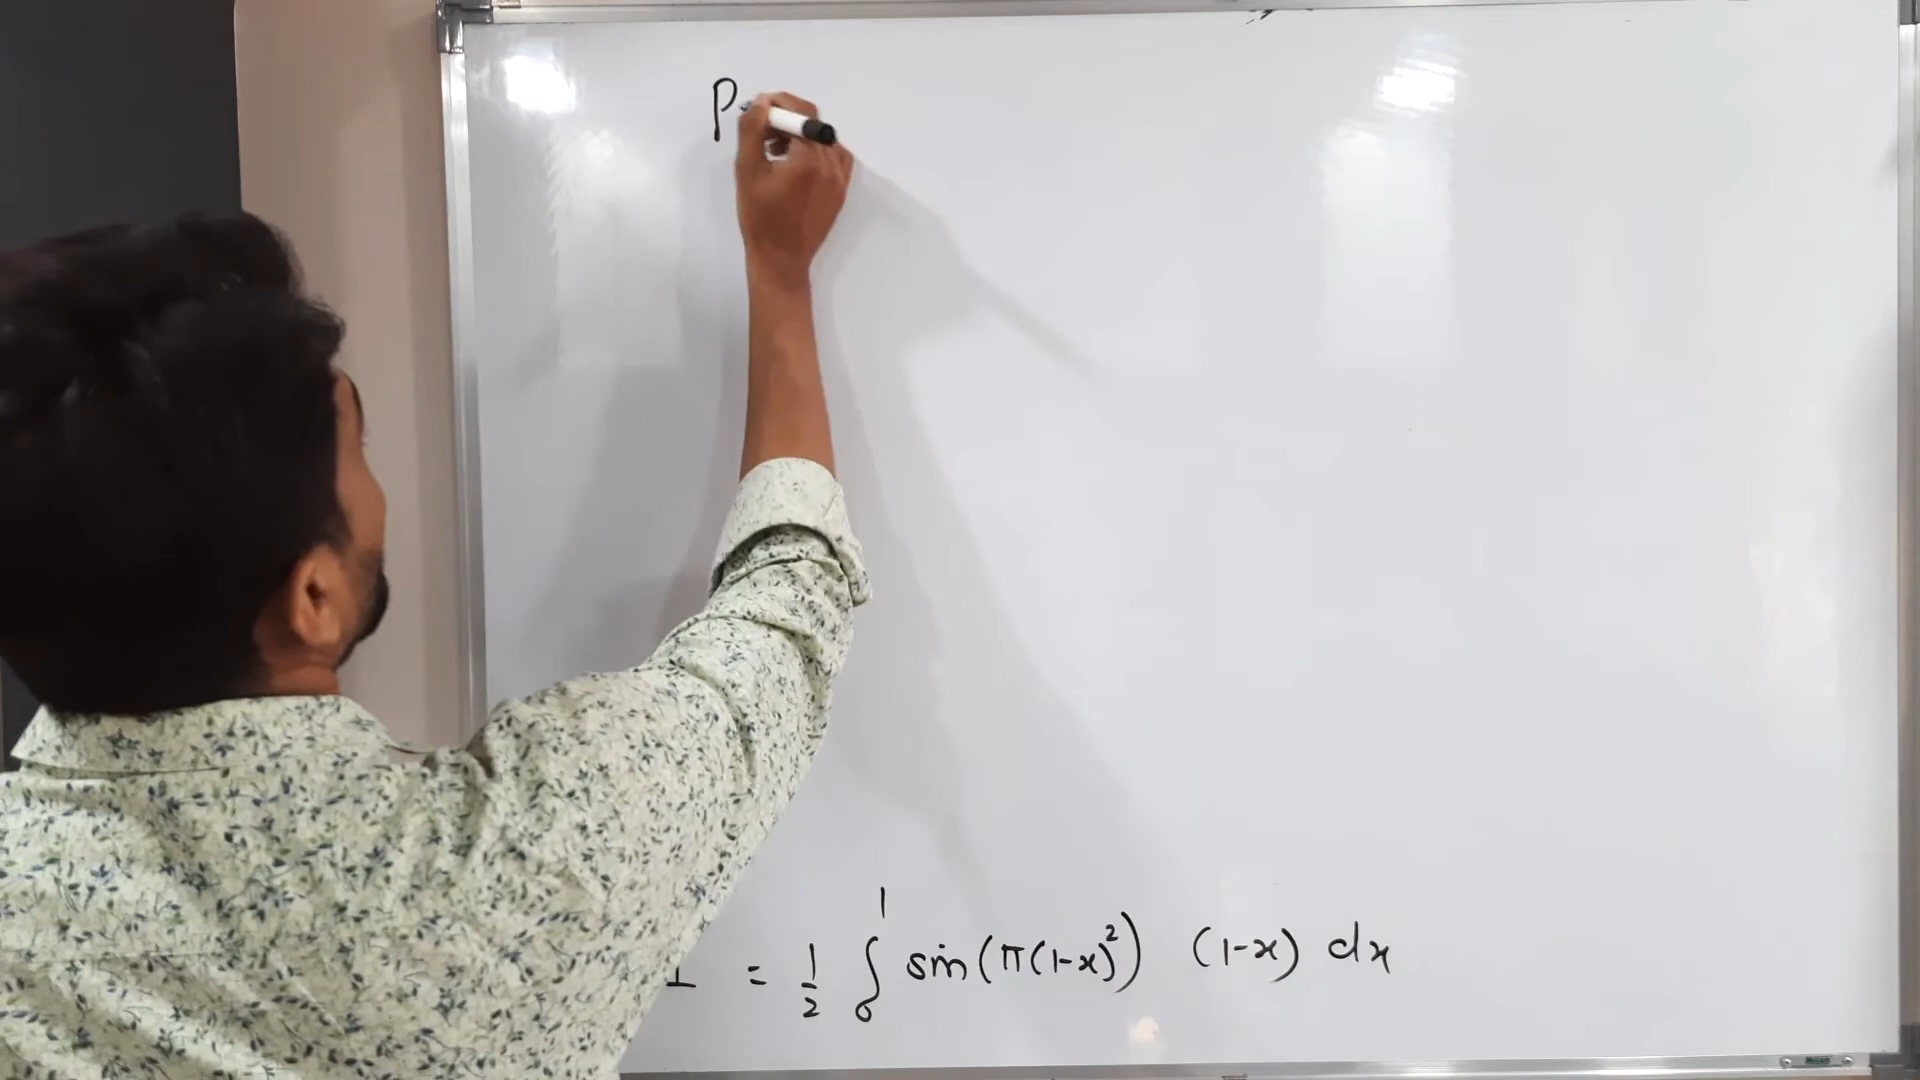 P
I = 1/2 ∫₀¹ sin(π(1-x)²) (1-x) dx